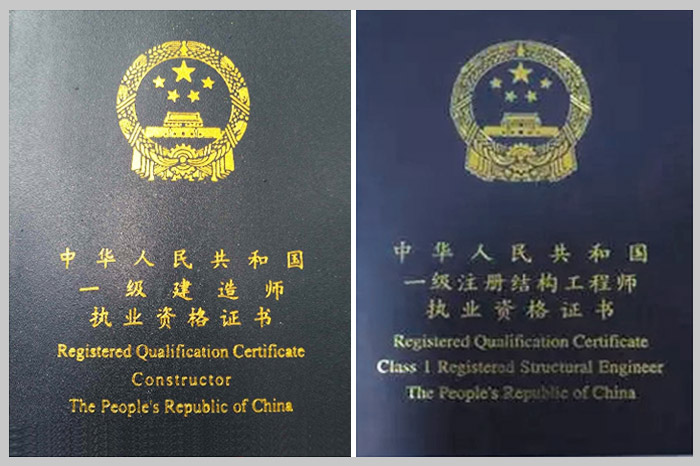 中华人民共和国
一级建造师
执业资格证书
Registered Qualification Certificate
Constructor
The People's Republic of China
中华人民共和国
一级注册结构工程师
执业资格证书
Registered Qualification Certificate
Class 1 Registered Structural Engineer
The People's Republic of China